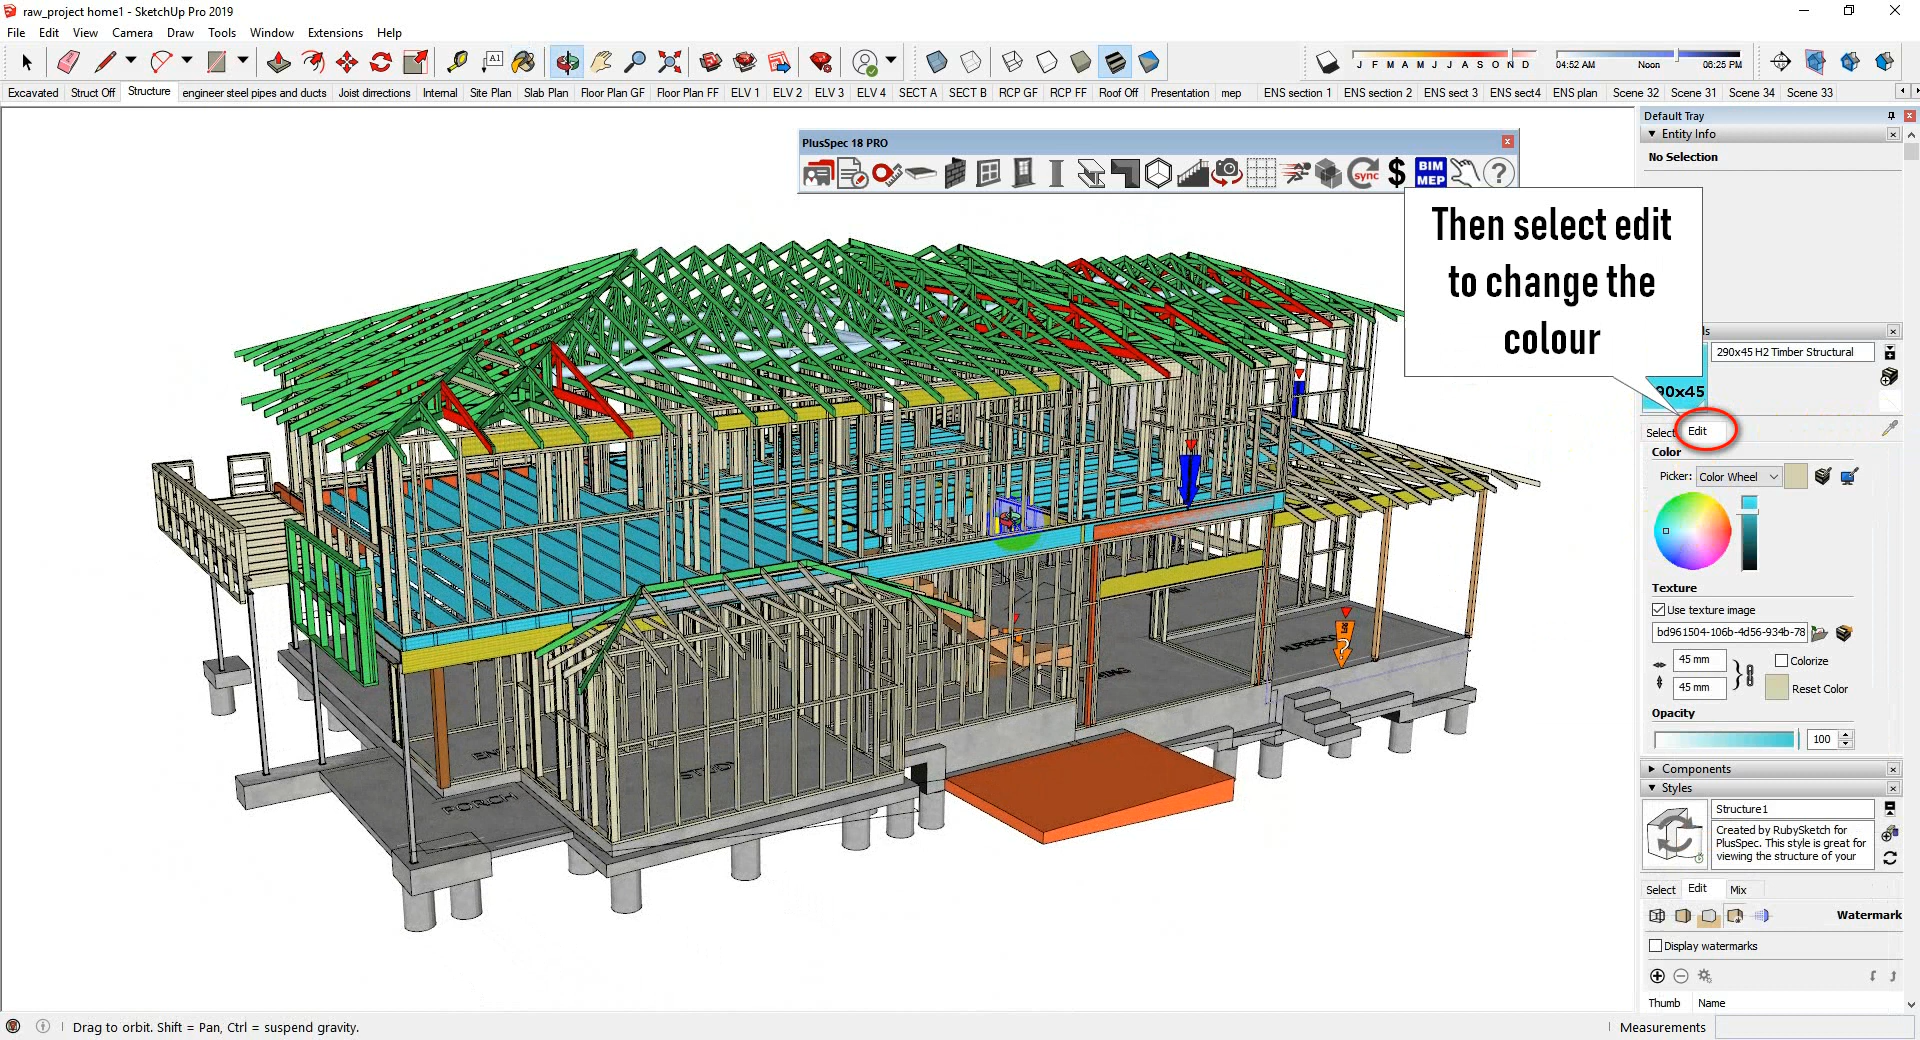 raw_project home1 - SketchUp Pro 2019
File Edit View Camera Draw Tools Window Extensions Help
A1
J F M A M J J A S O N D
04:52 AM Noon 06:25 PM
Excavated Struct Off Structure engineer steel pipes and ducts Joist directions Internal Site Plan Slab Plan Floor Plan GF Floor Plan FF ELV 1 ELV 2 ELV 3 ELV 4 SECT A SECT B RCP GF RCP FF Roof Off Presentation mep ENS section 1 ENS section 2 ENS sect 3 ENS sect4 ENS plan Scene 32 Scene 31 Scene 34 Scene 33
Default Tray
Entity Info
No Selection
PlusSpec 18 PRO
sync
$
BIM
MEP
?
Then select edit
to change the
colour
ls
290x45 H2 Timber Structural
90x45
Select Edit
Color
Picker: Color Wheel
Texture
Use texture image
bd961504-106b-4d56-934b-78
45 mm
Colorize
45 mm
Reset Color
Opacity
100
Components
Styles
Structure1
Created by RubySketch for
PlusSpec. This style is great for
viewing the structure of your
Select Edit Mix
Watermark
Display watermarks
Thumb Name
PORCH
STUDY
Drag to orbit. Shift = Pan, Ctrl = suspend gravity.
Measurements